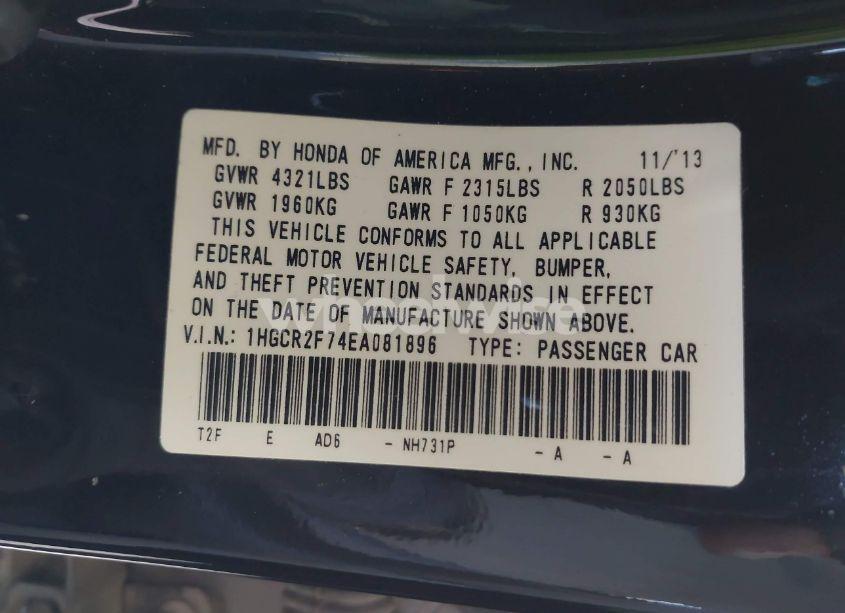 MFD. BY HONDA OF AMERICA MFG., INC. 11/'13
GVWR 4321LBS GAWR F 2315LBS R 2050LBS
GVWR 1960KG GAWR F 1050KG R 930KG
THIS VEHICLE CONFORMS TO ALL APPLICABLE
FEDERAL MOTOR VEHICLE SAFETY, BUMPER,
AND THEFT PREVENTION STANDARDS IN EFFECT
ON THE DATE OF MANUFACTURE SHOWN ABOVE.
V.I.N.: 1HGCR2F74EA081896 TYPE: PASSENGER CAR
T2F E AD6 - NH731P - A - A